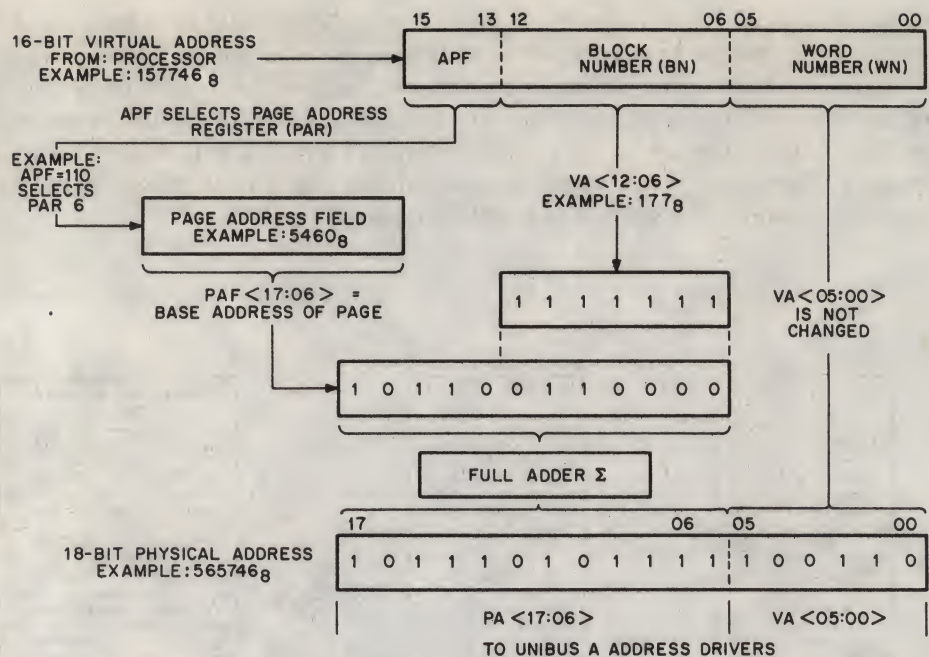 15 13 12 06 05 00
16-BIT VIRTUAL ADDRESS
FROM: PROCESSOR
EXAMPLE: 157746 8
APF
BLOCK
NUMBER (BN)
WORD
NUMBER (WN)
APF SELECTS PAGE ADDRESS
REGISTER (PAR)
EXAMPLE:
APF=110
SELECTS
PAR 6
VA <12:06>
EXAMPLE: 177 8
PAGE ADDRESS FIELD
EXAMPLE: 5460 8
PAF <17:06> =
BASE ADDRESS OF PAGE
1 1 1 1 1 1 1
VA <05:00>
IS NOT
CHANGED
1 0 1 1 0 0 1 1 0 0 0 0
FULL ADDER Σ
17 06 05 00
18-BIT PHYSICAL ADDRESS
EXAMPLE: 565746 8
1 0 1 1 1 0 1 0 1 1 1 1 1 0 0 1 1 0
PA <17:06>
VA <05:00>
TO UNIBUS A ADDRESS DRIVERS